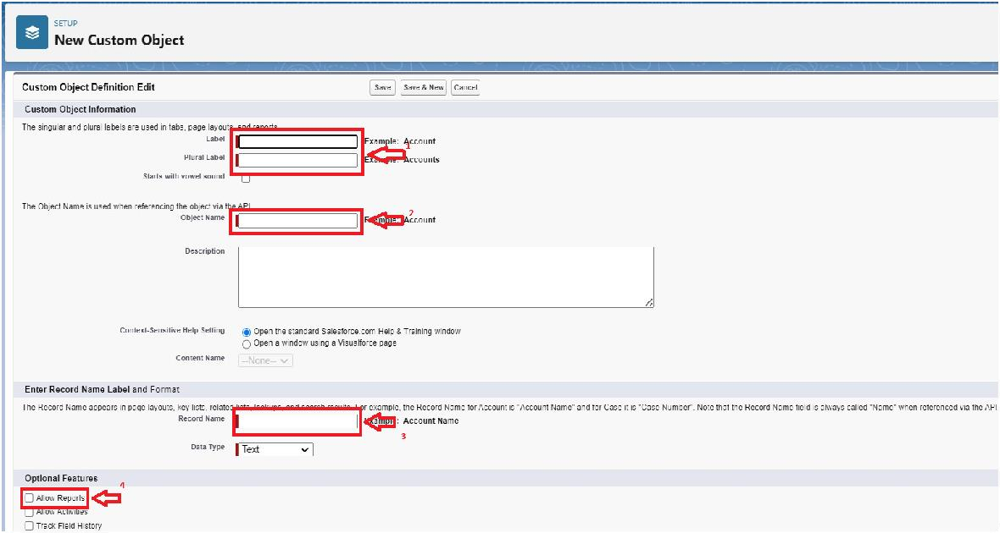 SETUP
New Custom Object
Custom Object Definition Edit Save Save & New Cancel
Custom Object Information
The singular and plural labels are used in tabs, page layouts, and reports.
Label Example: Account
1
Plural Label Example: Accounts
Starts with vowel sound
The Object Name is used when referencing the object via the API.
2
Object Name Example: Account
Description
Context-Sensitive Help Setting Open the standard Salesforce.com Help & Training window
Open a window using a Visualforce page
Content Name --None--
Enter Record Name Label and Format
The Record Name appears in page layouts, key lists, related lists, lookups, and search results. For example, the Record Name for Account is "Account Name" and for Case it is "Case Number". Note that the Record Name field is always called "Name" when referenced via the API
Record Name Example: Account Name
3
Data Type Text
Optional Features
4
Allow Reports
Allow Activities
Track Field History